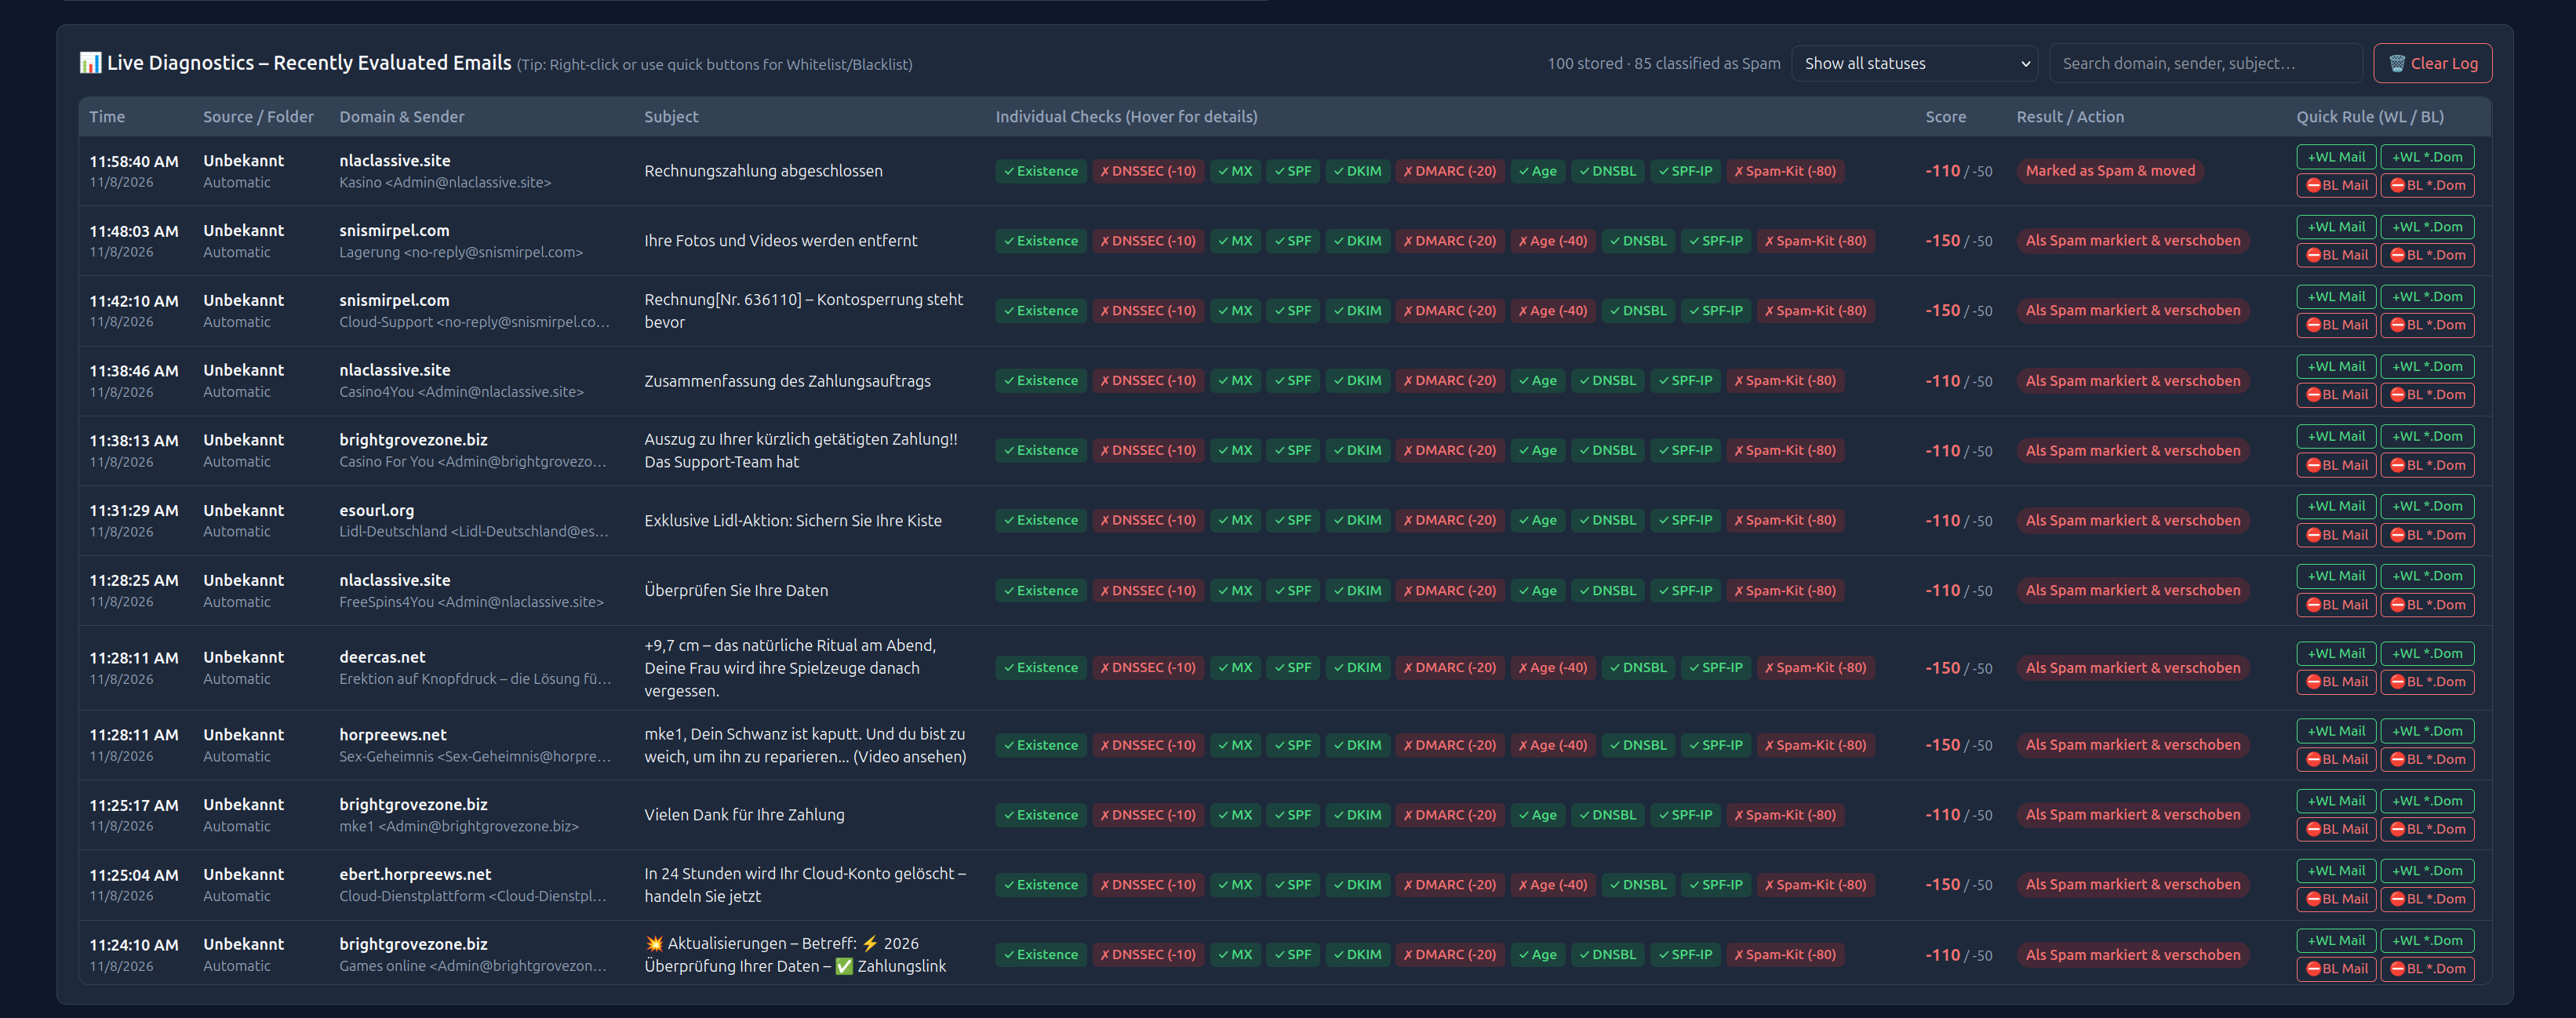 📊 Live Diagnostics – Recently Evaluated Emails (Tip: Right-click or use quick buttons for Whitelist/Blacklist) 100 stored · 85 classified as Spam Show all statuses Search domain, sender, subject… 🗑️ Clear Log
Time Source / Folder Domain & Sender Subject Individual Checks (Hover for details) Score Result / Action Quick Rule (WL / BL)
11:58:40 AM Unbekannt nlaclassive.site Rechnungszahlung abgeschlossen ✓ Existence ✗ DNSSEC (-10) ✓ MX ✓ SPF ✓ DKIM ✗ DMARC (-20) ✓ Age ✓ DNSBL ✓ SPF-IP ✗ Spam-Kit (-80) -110 / -50 Marked as Spam & moved +WL Mail +WL *.Dom
11/8/2026 Automatic Kasino <Admin@nlaclassive.site> ⛔BL Mail ⛔BL *.Dom
11:48:03 AM Unbekannt snismirpel.com Ihre Fotos und Videos werden entfernt ✓ Existence ✗ DNSSEC (-10) ✓ MX ✓ SPF ✓ DKIM ✗ DMARC (-20) ✗ Age (-40) ✓ DNSBL ✓ SPF-IP ✗ Spam-Kit (-80) -150 / -50 Als Spam markiert & verschoben +WL Mail +WL *.Dom
11/8/2026 Automatic Lagerung <no-reply@snismirpel.com> ⛔BL Mail ⛔BL *.Dom
11:42:10 AM Unbekannt snismirpel.com Rechnung[Nr. 636110] – Kontosperrung steht ✓ Existence ✗ DNSSEC (-10) ✓ MX ✓ SPF ✓ DKIM ✗ DMARC (-20) ✗ Age (-40) ✓ DNSBL ✓ SPF-IP ✗ Spam-Kit (-80) -150 / -50 Als Spam markiert & verschoben +WL Mail +WL *.Dom
11/8/2026 Automatic Cloud-Support <no-reply@snismirpel.co… bevor ⛔BL Mail ⛔BL *.Dom
11:38:46 AM Unbekannt nlaclassive.site Zusammenfassung des Zahlungsauftrags ✓ Existence ✗ DNSSEC (-10) ✓ MX ✓ SPF ✓ DKIM ✗ DMARC (-20) ✓ Age ✓ DNSBL ✓ SPF-IP ✗ Spam-Kit (-80) -110 / -50 Als Spam markiert & verschoben +WL Mail +WL *.Dom
11/8/2026 Automatic Casino4You <Admin@nlaclassive.site> ⛔BL Mail ⛔BL *.Dom
11:38:13 AM Unbekannt brightgrovezone.biz Auszug zu Ihrer kürzlich getätigten Zahlung!! ✓ Existence ✗ DNSSEC (-10) ✓ MX ✓ SPF ✓ DKIM ✗ DMARC (-20) ✓ Age ✓ DNSBL ✓ SPF-IP ✗ Spam-Kit (-80) -110 / -50 Als Spam markiert & verschoben +WL Mail +WL *.Dom
11/8/2026 Automatic Casino For You <Admin@brightgrovezo… Das Support-Team hat ⛔BL Mail ⛔BL *.Dom
11:31:29 AM Unbekannt esourl.org Exklusive Lidl-Aktion: Sichern Sie Ihre Kiste ✓ Existence ✗ DNSSEC (-10) ✓ MX ✓ SPF ✓ DKIM ✗ DMARC (-20) ✓ Age ✓ DNSBL ✓ SPF-IP ✗ Spam-Kit (-80) -110 / -50 Als Spam markiert & verschoben +WL Mail +WL *.Dom
11/8/2026 Automatic Lidl-Deutschland <Lidl-Deutschland@es… ⛔BL Mail ⛔BL *.Dom
11:28:25 AM Unbekannt nlaclassive.site Überprüfen Sie Ihre Daten ✓ Existence ✗ DNSSEC (-10) ✓ MX ✓ SPF ✓ DKIM ✗ DMARC (-20) ✓ Age ✓ DNSBL ✓ SPF-IP ✗ Spam-Kit (-80) -110 / -50 Als Spam markiert & verschoben +WL Mail +WL *.Dom
11/8/2026 Automatic FreeSpins4You <Admin@nlaclassive.site> ⛔BL Mail ⛔BL *.Dom
+9,7 cm – das natürliche Ritual am Abend,
11:28:11 AM Unbekannt deercas.net Deine Frau wird ihre Spielzeuge danach ✓ Existence ✗ DNSSEC (-10) ✓ MX ✓ SPF ✓ DKIM ✗ DMARC (-20) ✗ Age (-40) ✓ DNSBL ✓ SPF-IP ✗ Spam-Kit (-80) -150 / -50 Als Spam markiert & verschoben +WL Mail +WL *.Dom
11/8/2026 Automatic Erektion auf Knopfdruck – die Lösung fü… vergessen. ⛔BL Mail ⛔BL *.Dom
11:28:11 AM Unbekannt horpreews.net mke1, Dein Schwanz ist kaputt. Und du bist zu ✓ Existence ✗ DNSSEC (-10) ✓ MX ✓ SPF ✓ DKIM ✗ DMARC (-20) ✗ Age (-40) ✓ DNSBL ✓ SPF-IP ✗ Spam-Kit (-80) -150 / -50 Als Spam markiert & verschoben +WL Mail +WL *.Dom
11/8/2026 Automatic Sex-Geheimnis <Sex-Geheimnis@horpre… weich, um ihn zu reparieren... (Video ansehen) ⛔BL Mail ⛔BL *.Dom
11:25:17 AM Unbekannt brightgrovezone.biz Vielen Dank für Ihre Zahlung ✓ Existence ✗ DNSSEC (-10) ✓ MX ✓ SPF ✓ DKIM ✗ DMARC (-20) ✓ Age ✓ DNSBL ✓ SPF-IP ✗ Spam-Kit (-80) -110 / -50 Als Spam markiert & verschoben +WL Mail +WL *.Dom
11/8/2026 Automatic mke1 <Admin@brightgrovezone.biz> ⛔BL Mail ⛔BL *.Dom
11:25:04 AM Unbekannt ebert.horpreews.net In 24 Stunden wird Ihr Cloud-Konto gelöscht – ✓ Existence ✗ DNSSEC (-10) ✓ MX ✓ SPF ✓ DKIM ✗ DMARC (-20) ✗ Age (-40) ✓ DNSBL ✓ SPF-IP ✗ Spam-Kit (-80) -150 / -50 Als Spam markiert & verschoben +WL Mail +WL *.Dom
11/8/2026 Automatic Cloud-Dienstplattform <Cloud-Dienstpl… handeln Sie jetzt ⛔BL Mail ⛔BL *.Dom
11:24:10 AM Unbekannt brightgrovezone.biz 💥 Aktualisierungen – Betreff: ⚡ 2026 ✓ Existence ✗ DNSSEC (-10) ✓ MX ✓ SPF ✓ DKIM ✗ DMARC (-20) ✓ Age ✓ DNSBL ✓ SPF-IP ✗ Spam-Kit (-80) -110 / -50 Als Spam markiert & verschoben +WL Mail +WL *.Dom
11/8/2026 Automatic Games online <Admin@brightgrovezon… Überprüfung Ihrer Daten – ✅ Zahlungslink ⛔BL Mail ⛔BL *.Dom